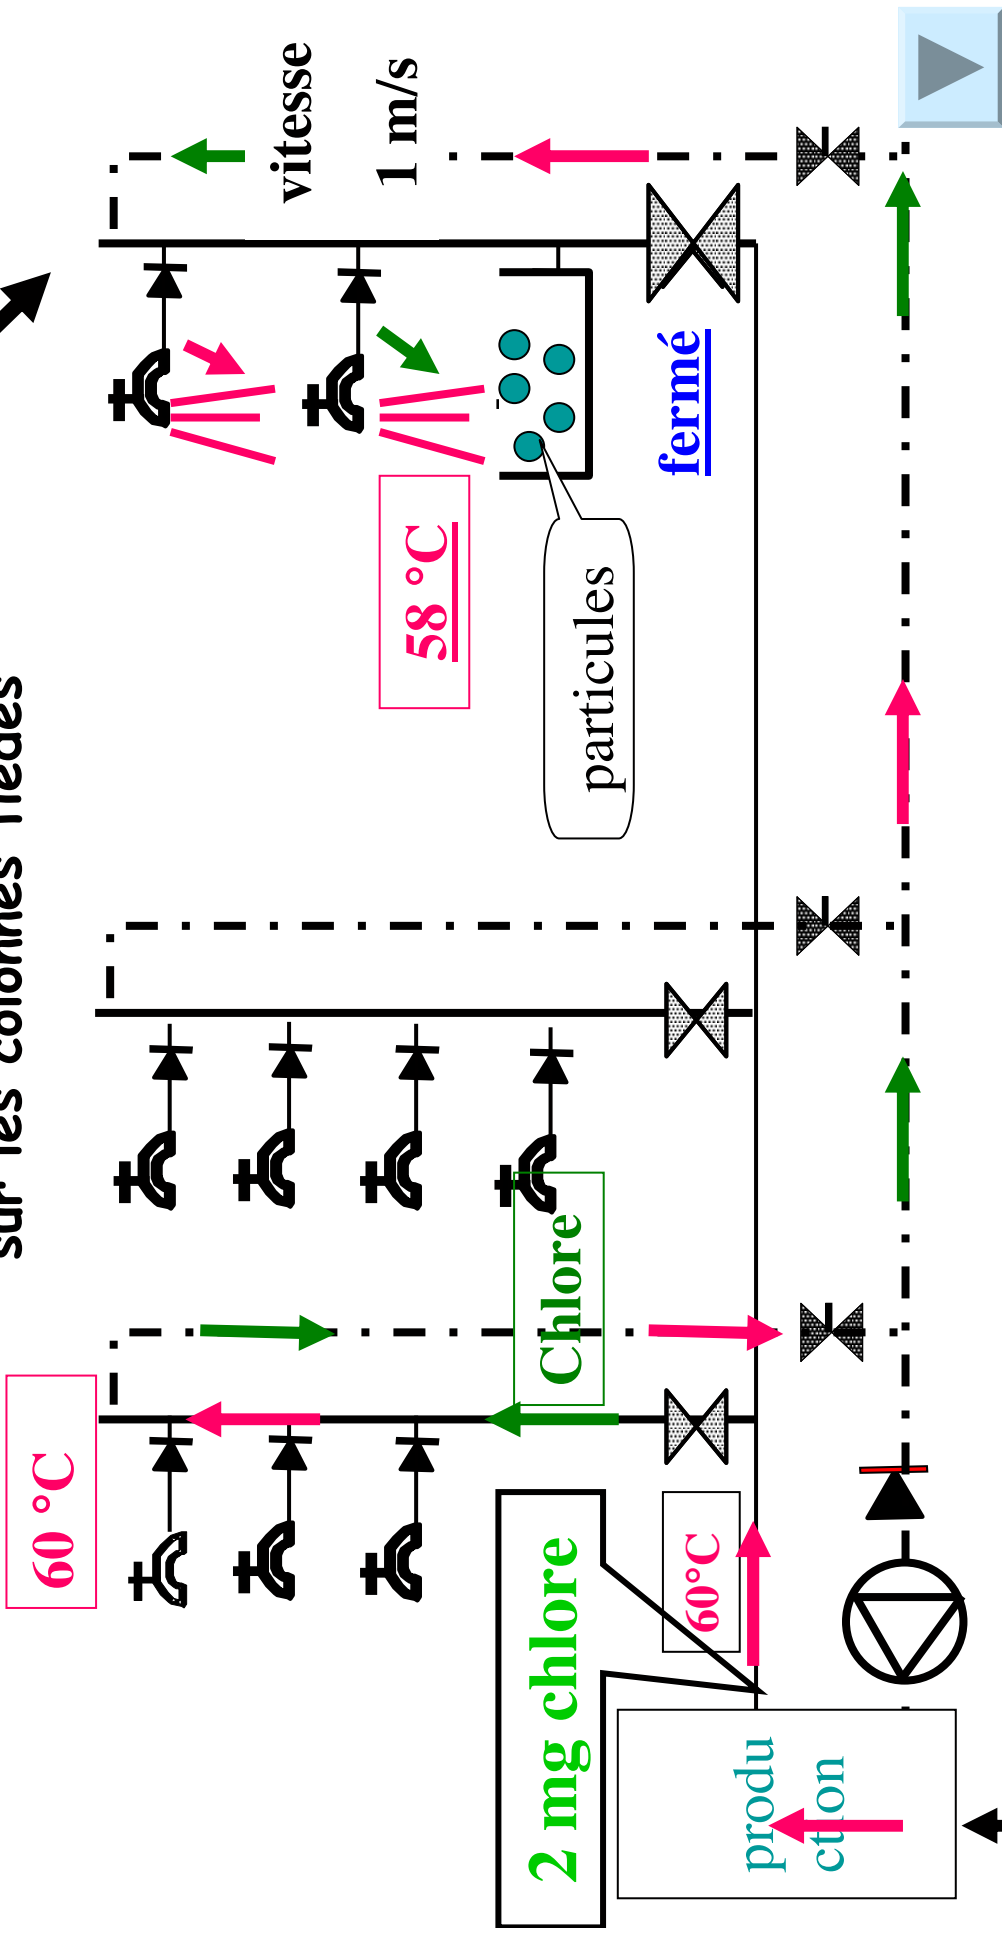 sur les colonnes Tièdes
60 °C
2 mg chlore
60°C
produ
ction
Chlore
58 °C
particules
fermé
vitesse
1 m/s